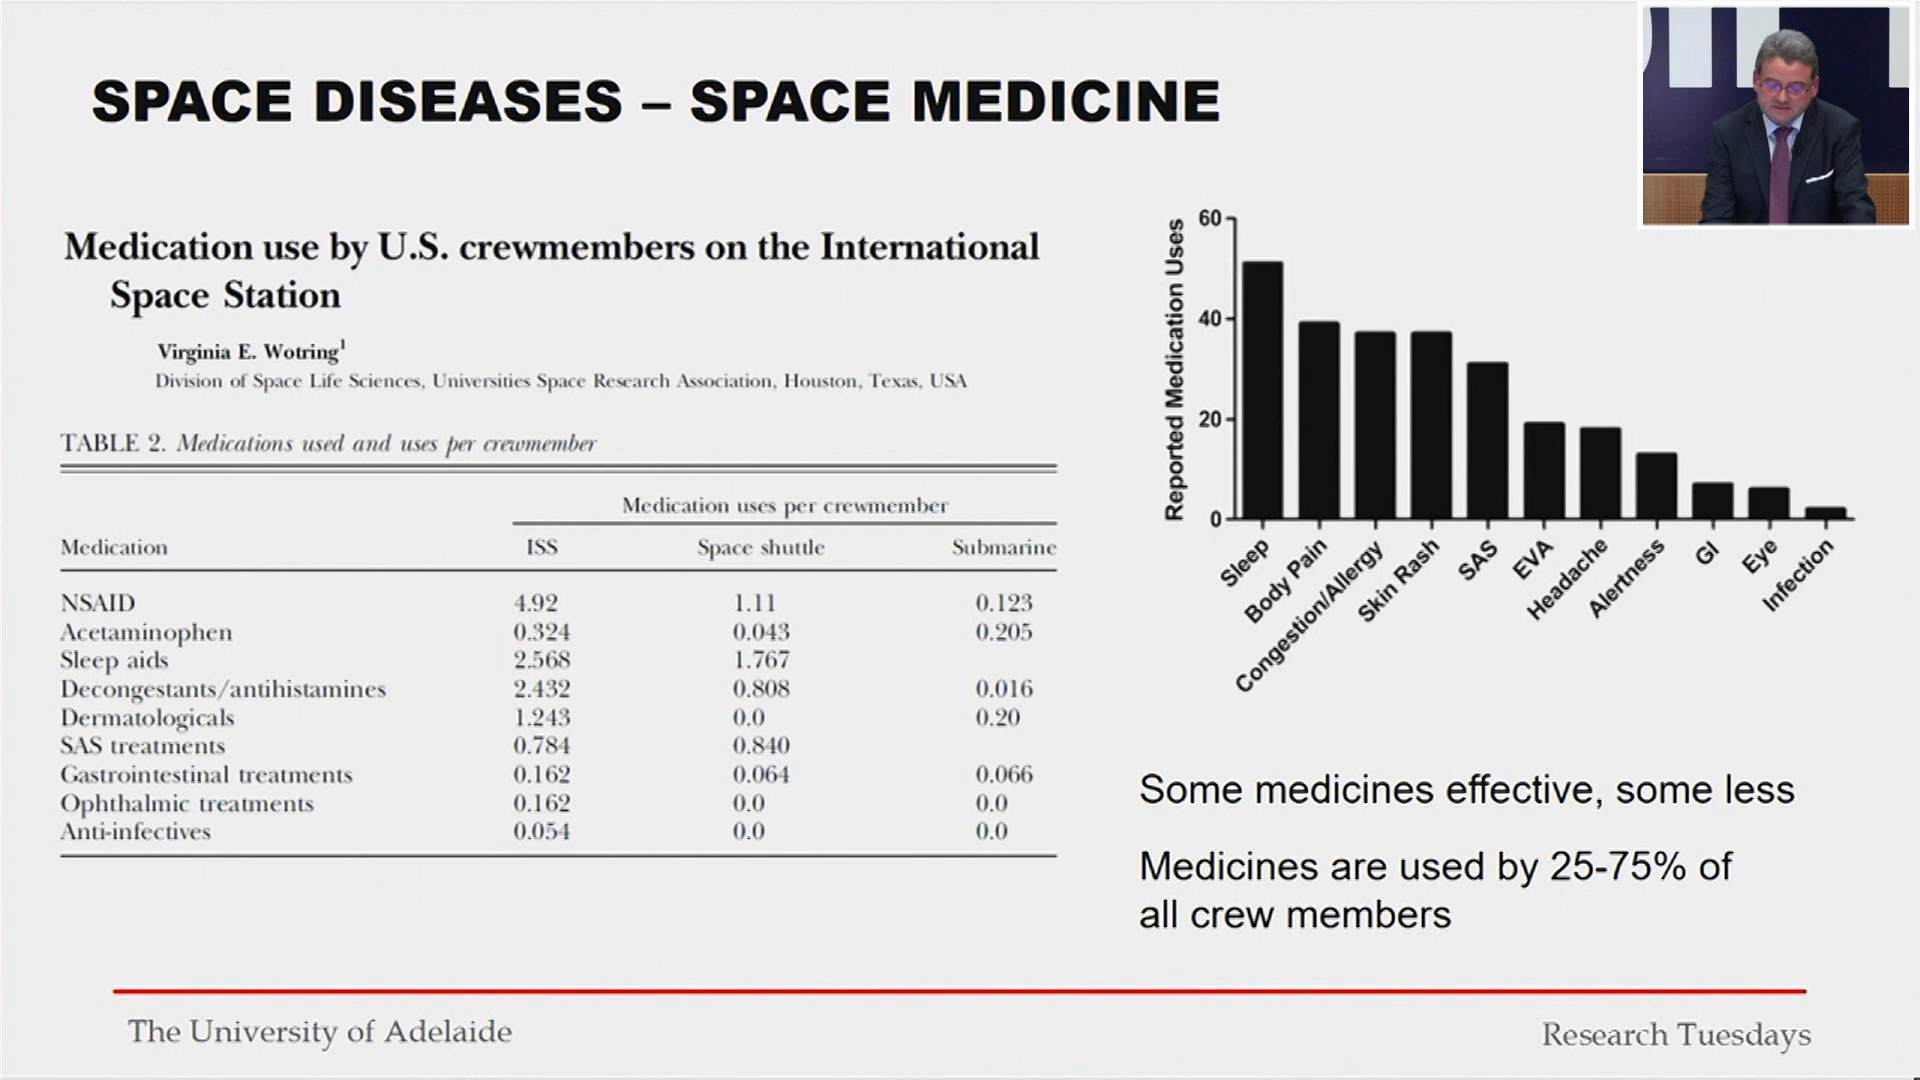 SPACE DISEASES – SPACE MEDICINE
Medication use by U.S. crewmembers on the International
Space Station
Virginia E. Wotring1
Division of Space Life Sciences, Universities Space Research Association, Houston, Texas, USA
TABLE 2. Medications used and uses per crewmember
Medication uses per crewmember
Medication ISS Space shuttle Submarine
NSAID 4.92 1.11 0.123
Acetaminophen 0.324 0.043 0.205
Sleep aids 2.568 1.767
Decongestants/antihistamines 2.432 0.808 0.016
Dermatologicals 1.243 0.0 0.20
SAS treatments 0.784 0.840
Gastrointestinal treatments 0.162 0.064 0.066
Ophthalmic treatments 0.162 0.0 0.0
Anti-infectives 0.054 0.0 0.0
Reported Medication Uses
60
40
20
0
Sleep
Body Pain
Congestion/Allergy
Skin Rash
SAS
EVA
Headache
Alertness
GI
Eye
Infection
Some medicines effective, some less
Medicines are used by 25-75% of
all crew members
The University of Adelaide
Research Tuesdays